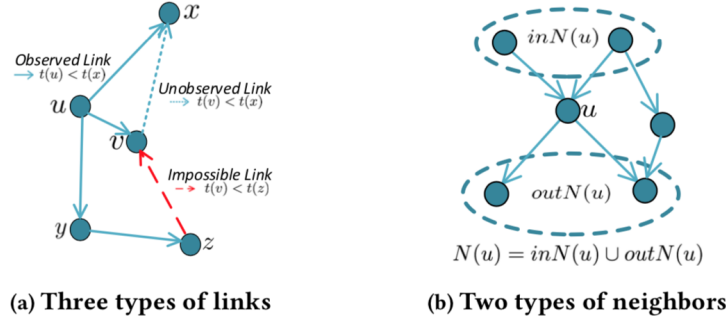 x
Observed Link
t(u) < t(x)
Unobserved Link
t(v) < t(x)
u
v
Impossible Link
t(v) < t(z)
y
z
(a) Three types of links
inN(u)
u
outN(u)
N(u) = inN(u) ∪ outN(u)
(b) Two types of neighbors